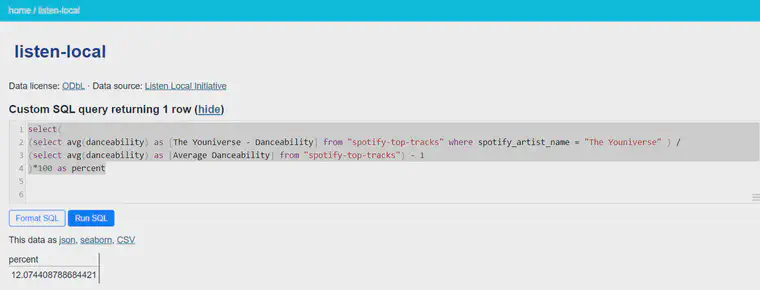 home / listen-local
listen-local
Data license: ODbL · Data source: Listen Local Initiative
Custom SQL query returning 1 row (hide)
1 select(
2 (select avg(danceability) as [The Youniverse - Danceability] from "spotify-top-tracks" where spotify_artist_name = "The Youniverse" ) /
3 (select avg(danceability) as [Average Danceability] from "spotify-top-tracks") - 1
4 )*100 as percent
5
6
Format SQL Run SQL
This data as json, seaborn, CSV
percent
12.074408788684421